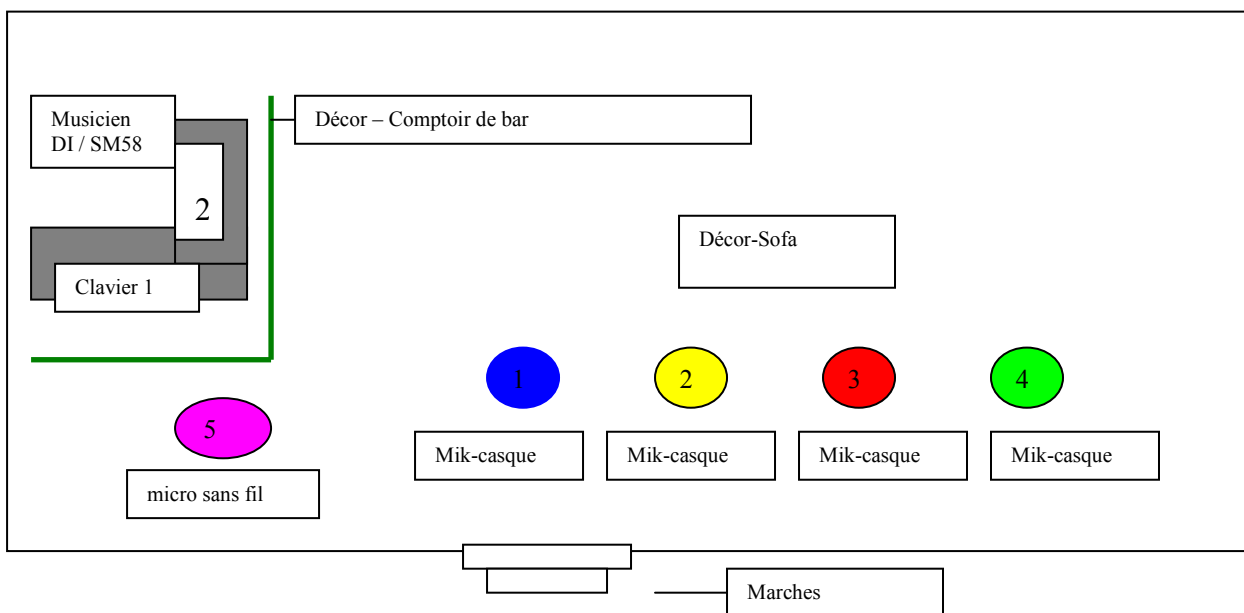 Musicien
DI / SM58
Décor – Comptoir de bar
2
Décor-Sofa
Clavier 1
1
2
3
4
5
Mik-casque
Mik-casque
Mik-casque
Mik-casque
micro sans fil
Marches